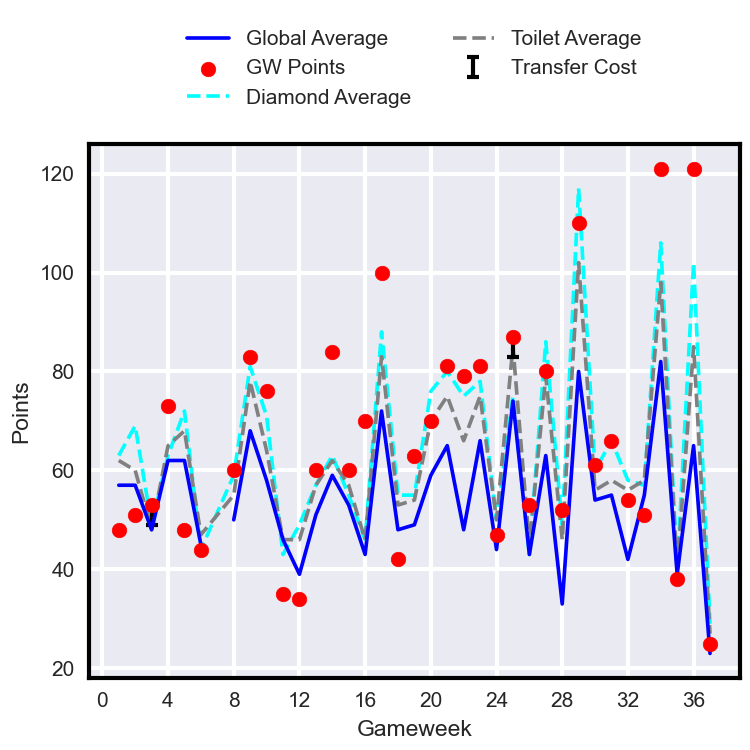 Global Average
GW Points
Diamond Average
Toilet Average
Transfer Cost
120
100
80
60
40
20
Points
0 4 8 12 16 20 24 28 32 36
Gameweek